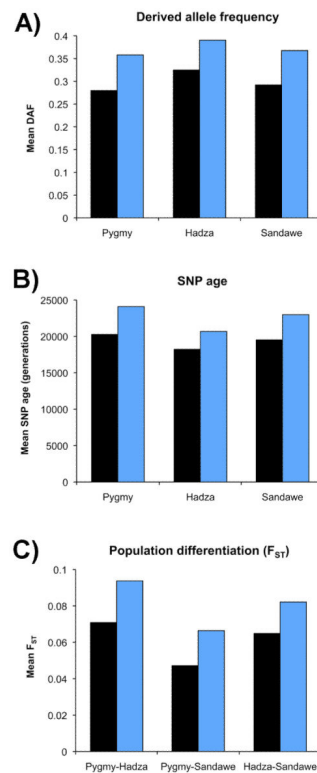 A)
Derived allele frequency
Mean DAF
0.4
0.35
0.3
0.25
0.2
0.15
0.1
0.05
0
Pygmy Hadza Sandawe
B)
SNP age
Mean SNP age (generations)
25000
20000
15000
10000
5000
0
Pygmy Hadza Sandawe
C)
Population differentiation (FST)
Mean FST
0.1
0.08
0.06
0.04
0.02
0
Pygmy-Hadza Pygmy-Sandawe Hadza-Sandawe